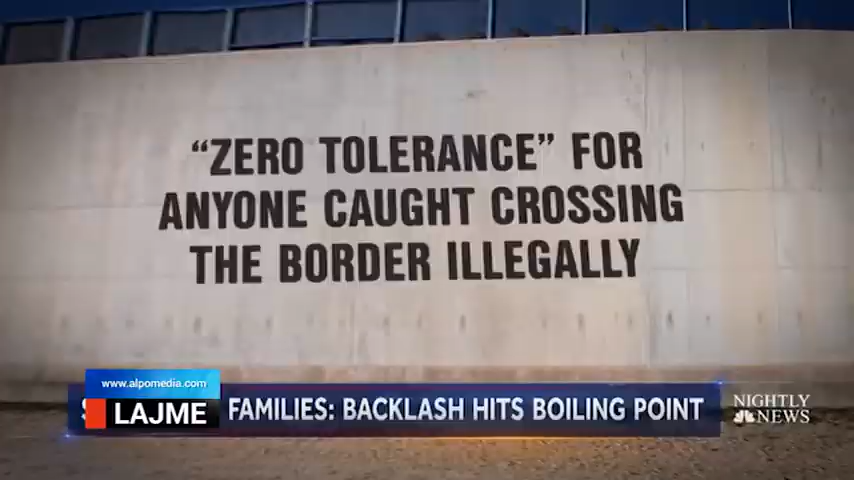 “ZERO TOLERANCE” FOR
ANYONE CAUGHT CROSSING
THE BORDER ILLEGALLY
www.alpomedia.com
LAJME
FAMILIES: BACKLASH HITS BOILING POINT
NIGHTLY
NEWS